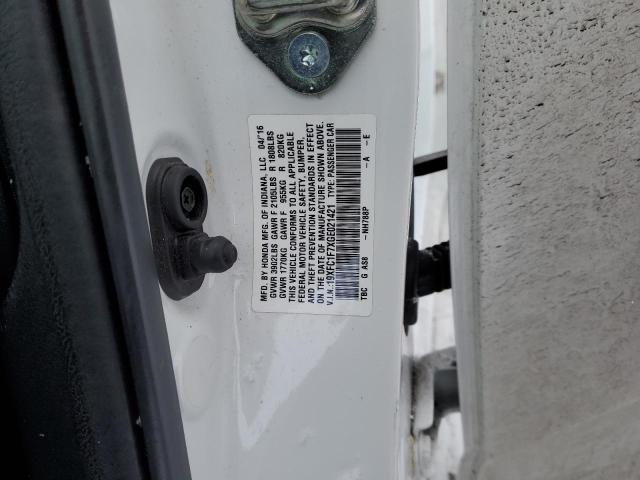 MFD. BY HONDA MFG. OF INDIANA, LLC 04/16
GVWR 3902LBS GAWR F 2105LBS R 1808LBS
GVWR 1770KG GAWR F 955KG R 820KG
THIS VEHICLE CONFORMS TO ALL APPLICABLE
FEDERAL MOTOR VEHICLE SAFETY, BUMPER,
AND THEFT PREVENTION STANDARDS IN EFFECT
ON THE DATE OF MANUFACTURE SHOWN ABOVE.
V.I.N.:19XFC1F7XGE021421 TYPE: PASSENGER CAR
TBC G AS8 -NH788P -A -E